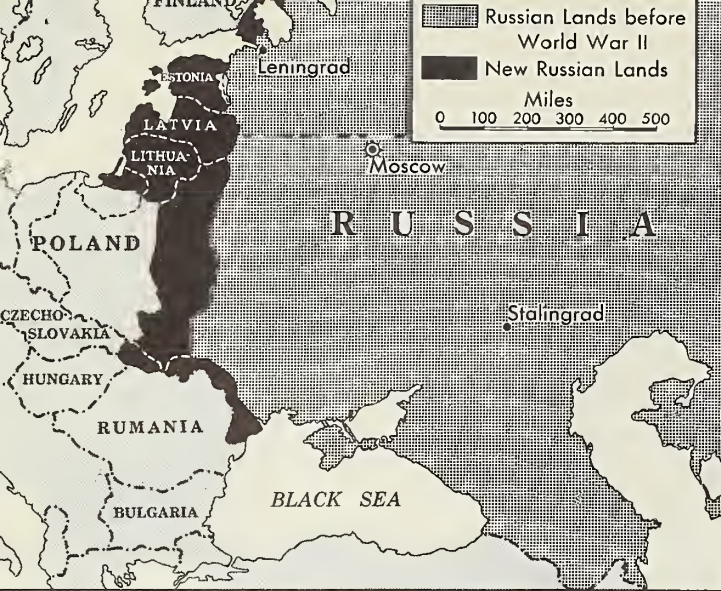 FINLAND
Russian Lands before
World War II
New Russian Lands
Miles
0 100 200 300 400 500
Leningrad
ESTONIA
LATVIA
LITHUA-
NIA
Moscow
RUSSIA
POLAND
Stalingrad
CZECHO-
SLOVAKIA
HUNGARY
RUMANIA
BLACK SEA
BULGARIA